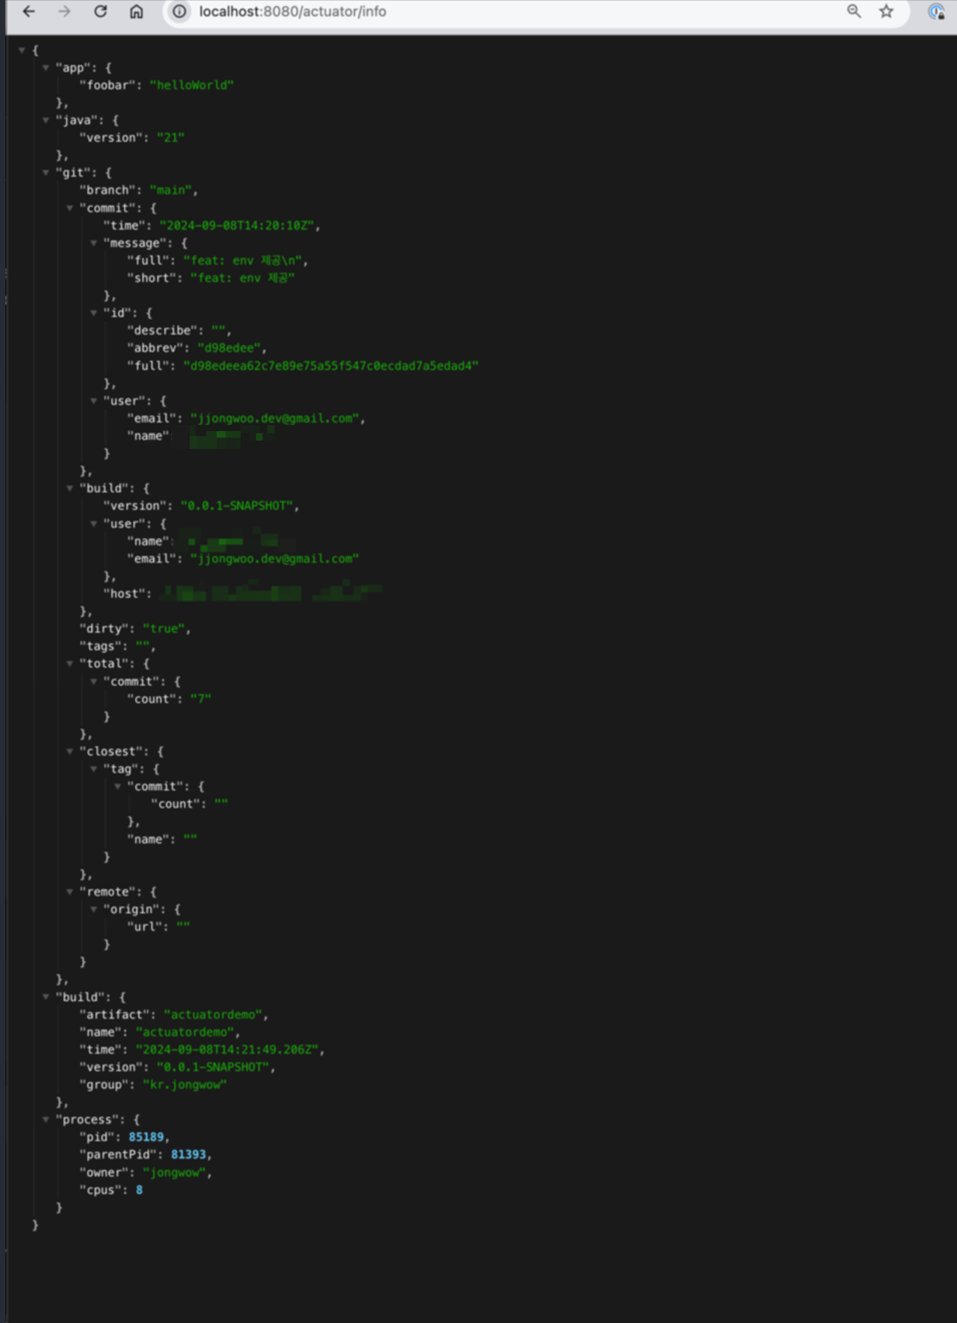 localhost:8080/actuator/info
{
"app": {
"foobar": "helloWorld"
},
"java": {
"version": "21"
},
"git": {
"branch": "main",
"commit": {
"time": "2024-09-08T14:20:10Z",
"message": {
"full": "feat: env 제공\n",
"short": "feat: env 제공"
},
"id": {
"describe": "",
"abbrev": "d98edee",
"full": "d98edeea62c7e89e75a55f547c0ecdad7a5edad4"
},
"user": {
"email": "jjongwoo.dev@gmail.com",
"name":
}
},
"build": {
"version": "0.0.1-SNAPSHOT",
"user": {
"name":
"email": "jjongwoo.dev@gmail.com"
},
"host":
},
"dirty": "true",
"tags": "",
"total": {
"commit": {
"count": "7"
}
},
"closest": {
"tag": {
"commit": {
"count": ""
},
"name": ""
}
},
"remote": {
"origin": {
"url": ""
}
}
},
"build": {
"artifact": "actuatordemo",
"name": "actuatordemo",
"time": "2024-09-08T14:21:49.206Z",
"version": "0.0.1-SNAPSHOT",
"group": "kr.jongwow"
},
"process": {
"pid": 85189,
"parentPid": 81393,
"owner": "jongwow",
"cpus": 8
}
}